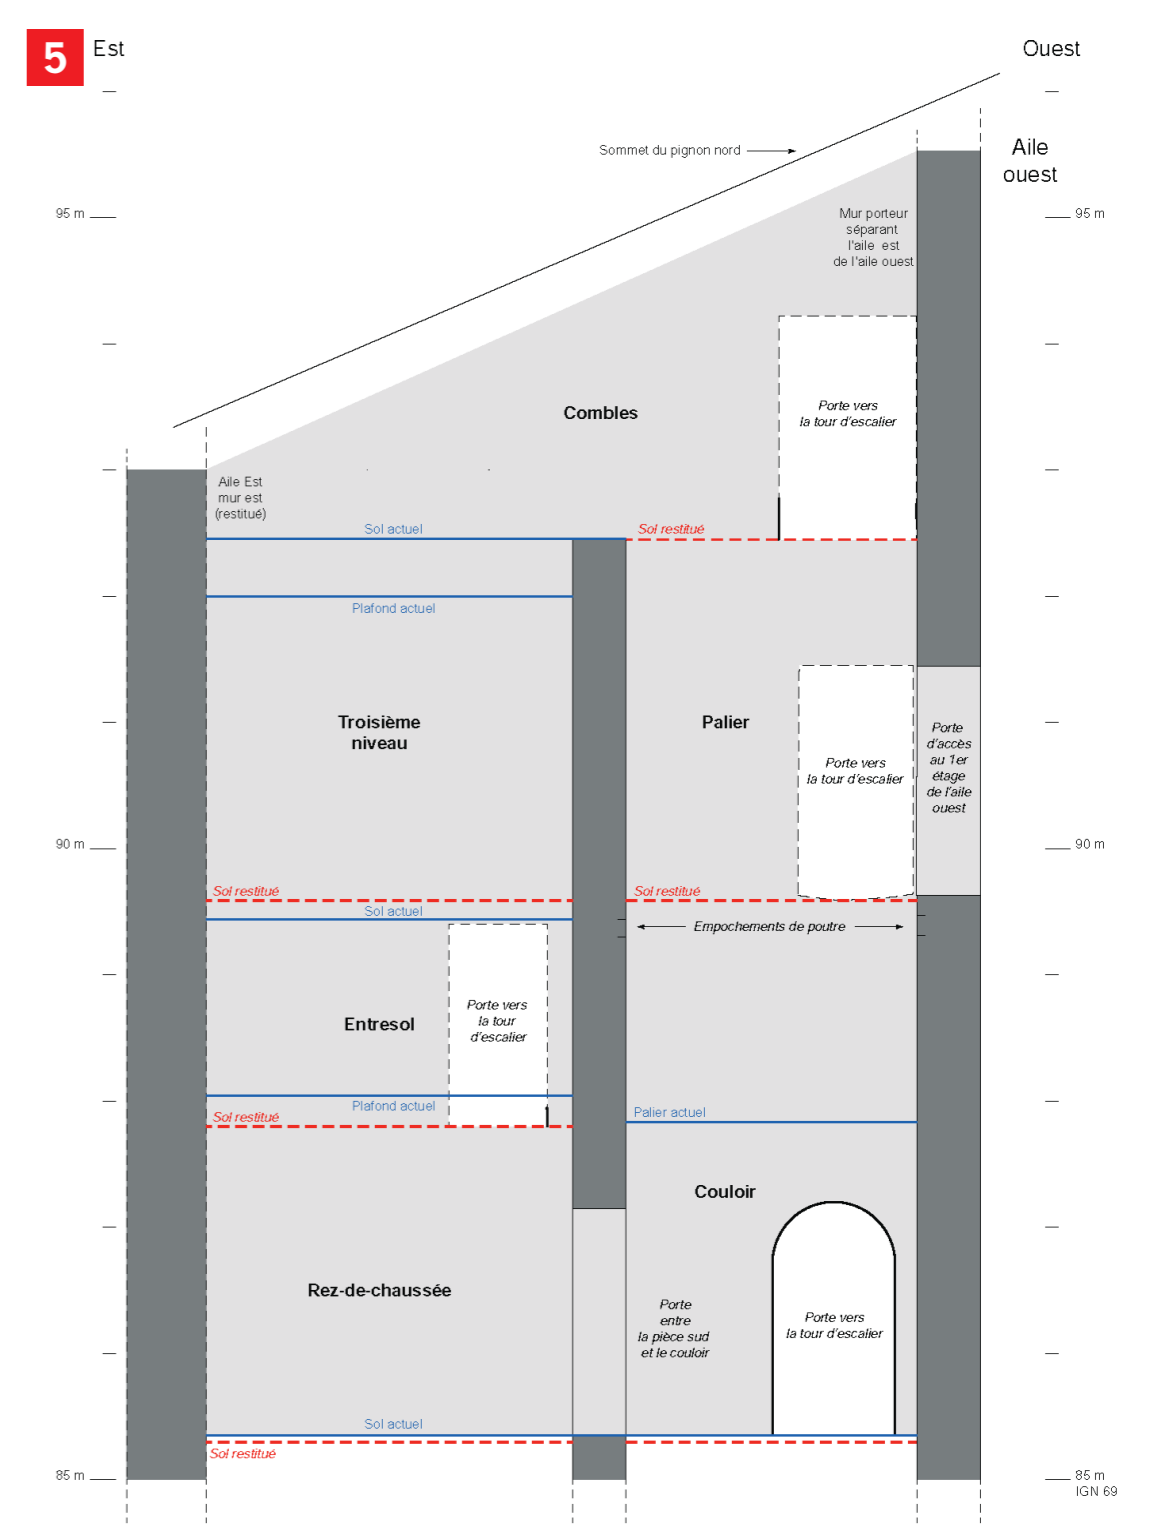 5
Est
Ouest
Sommet du pignon nord
Aile
ouest
95 m
95 m
Mur porteur
séparant
l'aile est
de l'aile ouest
Porte vers
la tour d'escalier
Combles
Aile Est
mur est
(restitué)
Sol actuel
Sol restitué
Plafond actuel
Troisième
niveau
Palier
Porte vers
la tour d'escalier
Porte
d'accès
au 1er
étage
de l'aile
ouest
90 m
90 m
Sol restitué
Sol restitué
Sol actuel
Empochements de poutre
Porte vers
la tour
d'escalier
Entresol
Plafond actuel
Sol restitué
Palier actuel
Couloir
Rez-de-chaussée
Porte
entre
la pièce sud
et le couloir
Porte vers
la tour d'escalier
Sol actuel
Sol restitué
85 m
85 m
IGN 69